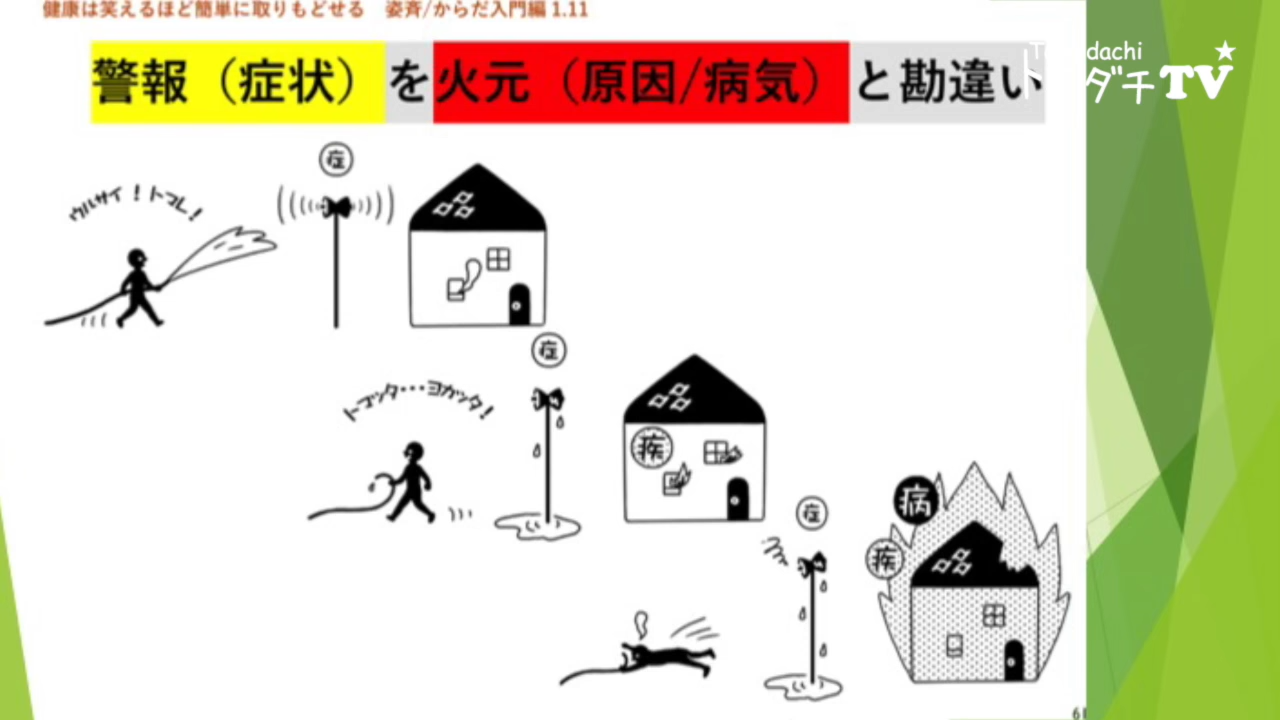 健康は笑えるほど簡単に取りもどせる　姿斉/からだ入門編 1.11
警報（症状）を火元（原因/病気）と勘違い
dachi
ダチTV
症
ウルサイ！トマレ！
症
トマッタ・・・ヨカッタ！
疾
症
病
疾